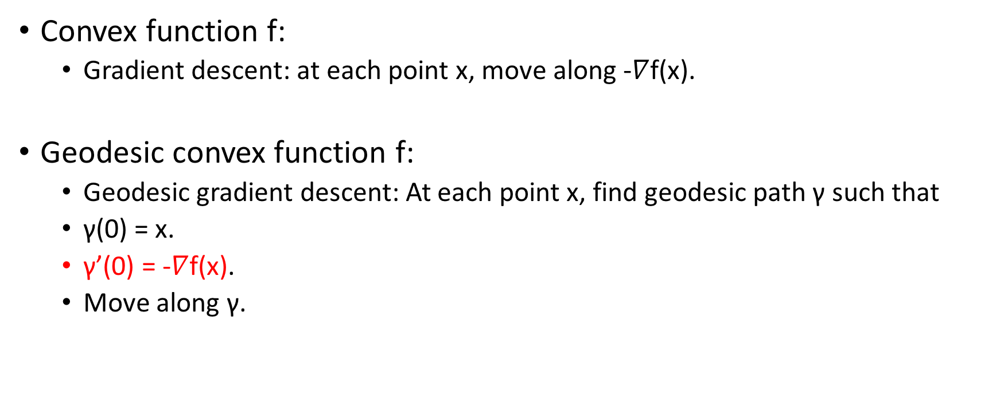 • Convex function f:
• Gradient descent: at each point x, move along -∇f(x).
• Geodesic convex function f:
• Geodesic gradient descent: At each point x, find geodesic path γ such that
• γ(0) = x.
• γ’(0) = -∇f(x).
• Move along γ.